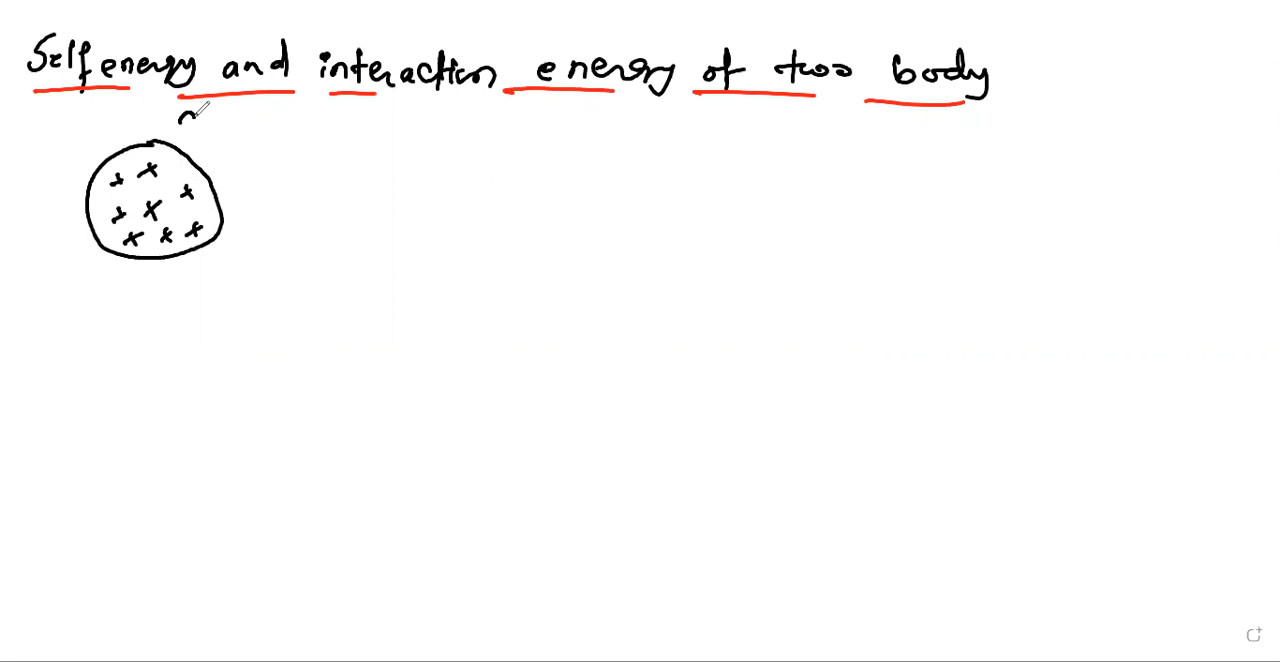 Self energy and interaction energy of two body
+ +
+
+ +
+ + +